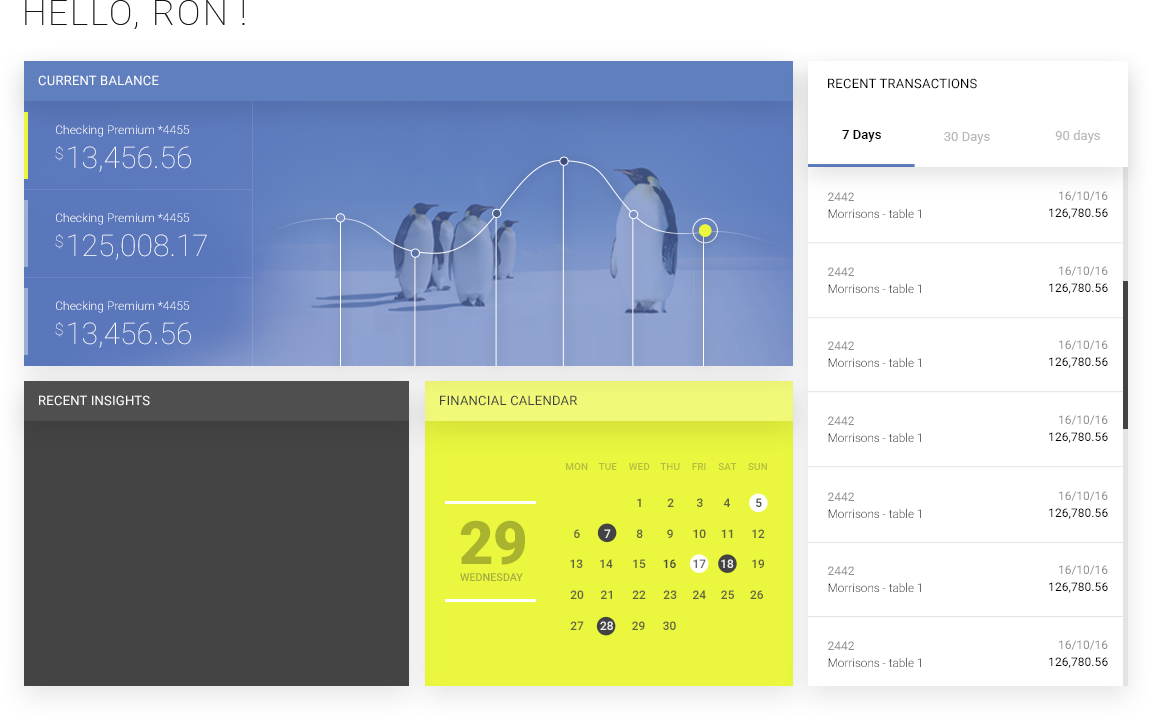 HELLO, RON !
CURRENT BALANCE
Checking Premium *4455
$13,456.56
Checking Premium *4455
$125,008.17
Checking Premium *4455
$13,456.56
RECENT INSIGHTS
FINANCIAL CALENDAR
29
WEDNESDAY
MON TUE WED THU FRI SAT SUN
1 2 3 4 5
6 7 8 9 10 11 12
13 14 15 16 17 18 19
20 21 22 23 24 25 26
27 28 29 30
RECENT TRANSACTIONS
7 Days 30 Days 90 days
2442 16/10/16
Morrisons - table 1 126,780.56
2442 16/10/16
Morrisons - table 1 126,780.56
2442 16/10/16
Morrisons - table 1 126,780.56
2442 16/10/16
Morrisons - table 1 126,780.56
2442 16/10/16
Morrisons - table 1 126,780.56
2442 16/10/16
Morrisons - table 1 126,780.56
2442 16/10/16
Morrisons - table 1 126,780.56